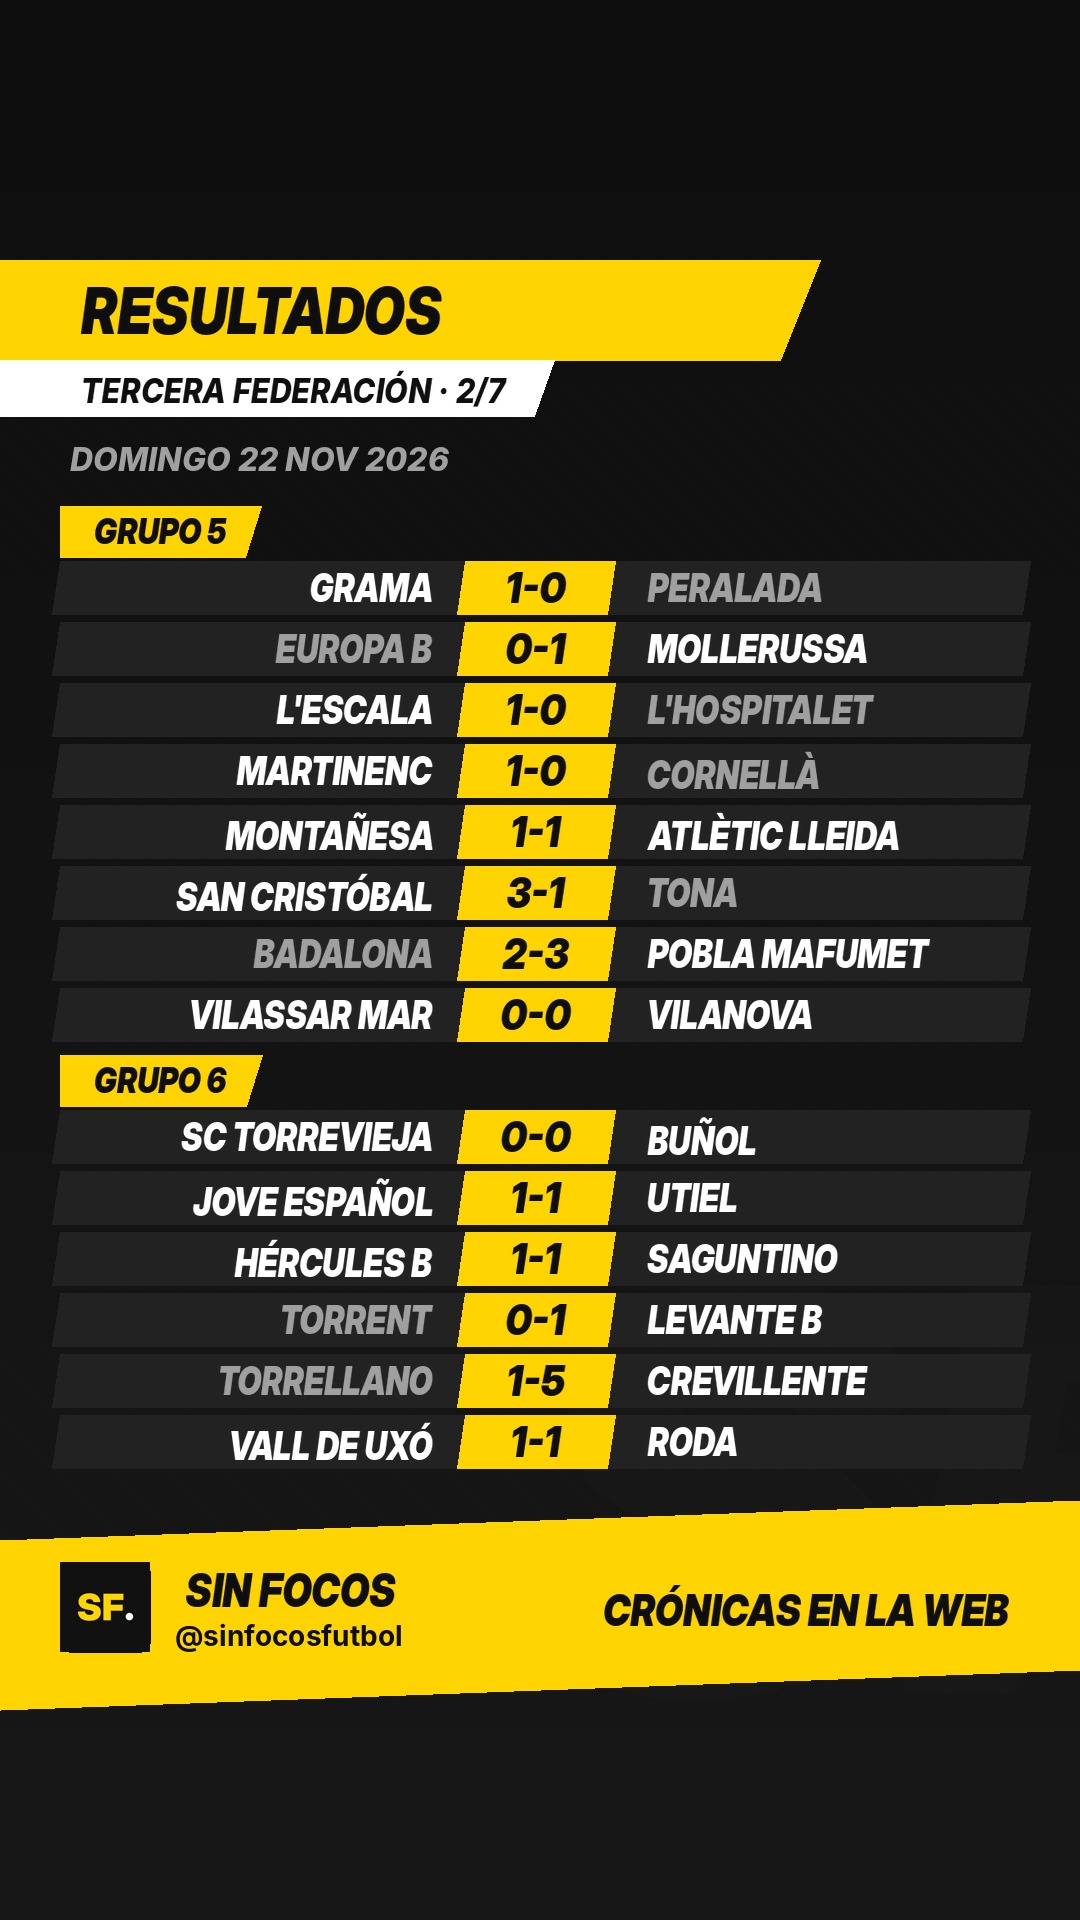 RESULTADOS
TERCERA FEDERACIÓN · 2/7
DOMINGO 22 NOV 2026
GRUPO 5
GRAMA 1-0 PERALADA
EUROPA B 0-1 MOLLERUSSA
L'ESCALA 1-0 L'HOSPITALET
MARTINENC 1-0 CORNELLÀ
MONTAÑESA 1-1 ATLÈTIC LLEIDA
SAN CRISTÓBAL 3-1 TONA
BADALONA 2-3 POBLA MAFUMET
VILASSAR MAR 0-0 VILANOVA
GRUPO 6
SC TORREVIEJA 0-0 BUÑOL
JOVE ESPAÑOL 1-1 UTIEL
HÉRCULES B 1-1 SAGUNTINO
TORRENT 0-1 LEVANTE B
TORRELLANO 1-5 CREVILLENTE
VALL DE UXÓ 1-1 RODA
SF.
SIN FOCOS
@sinfocosfutbol
CRÓNICAS EN LA WEB